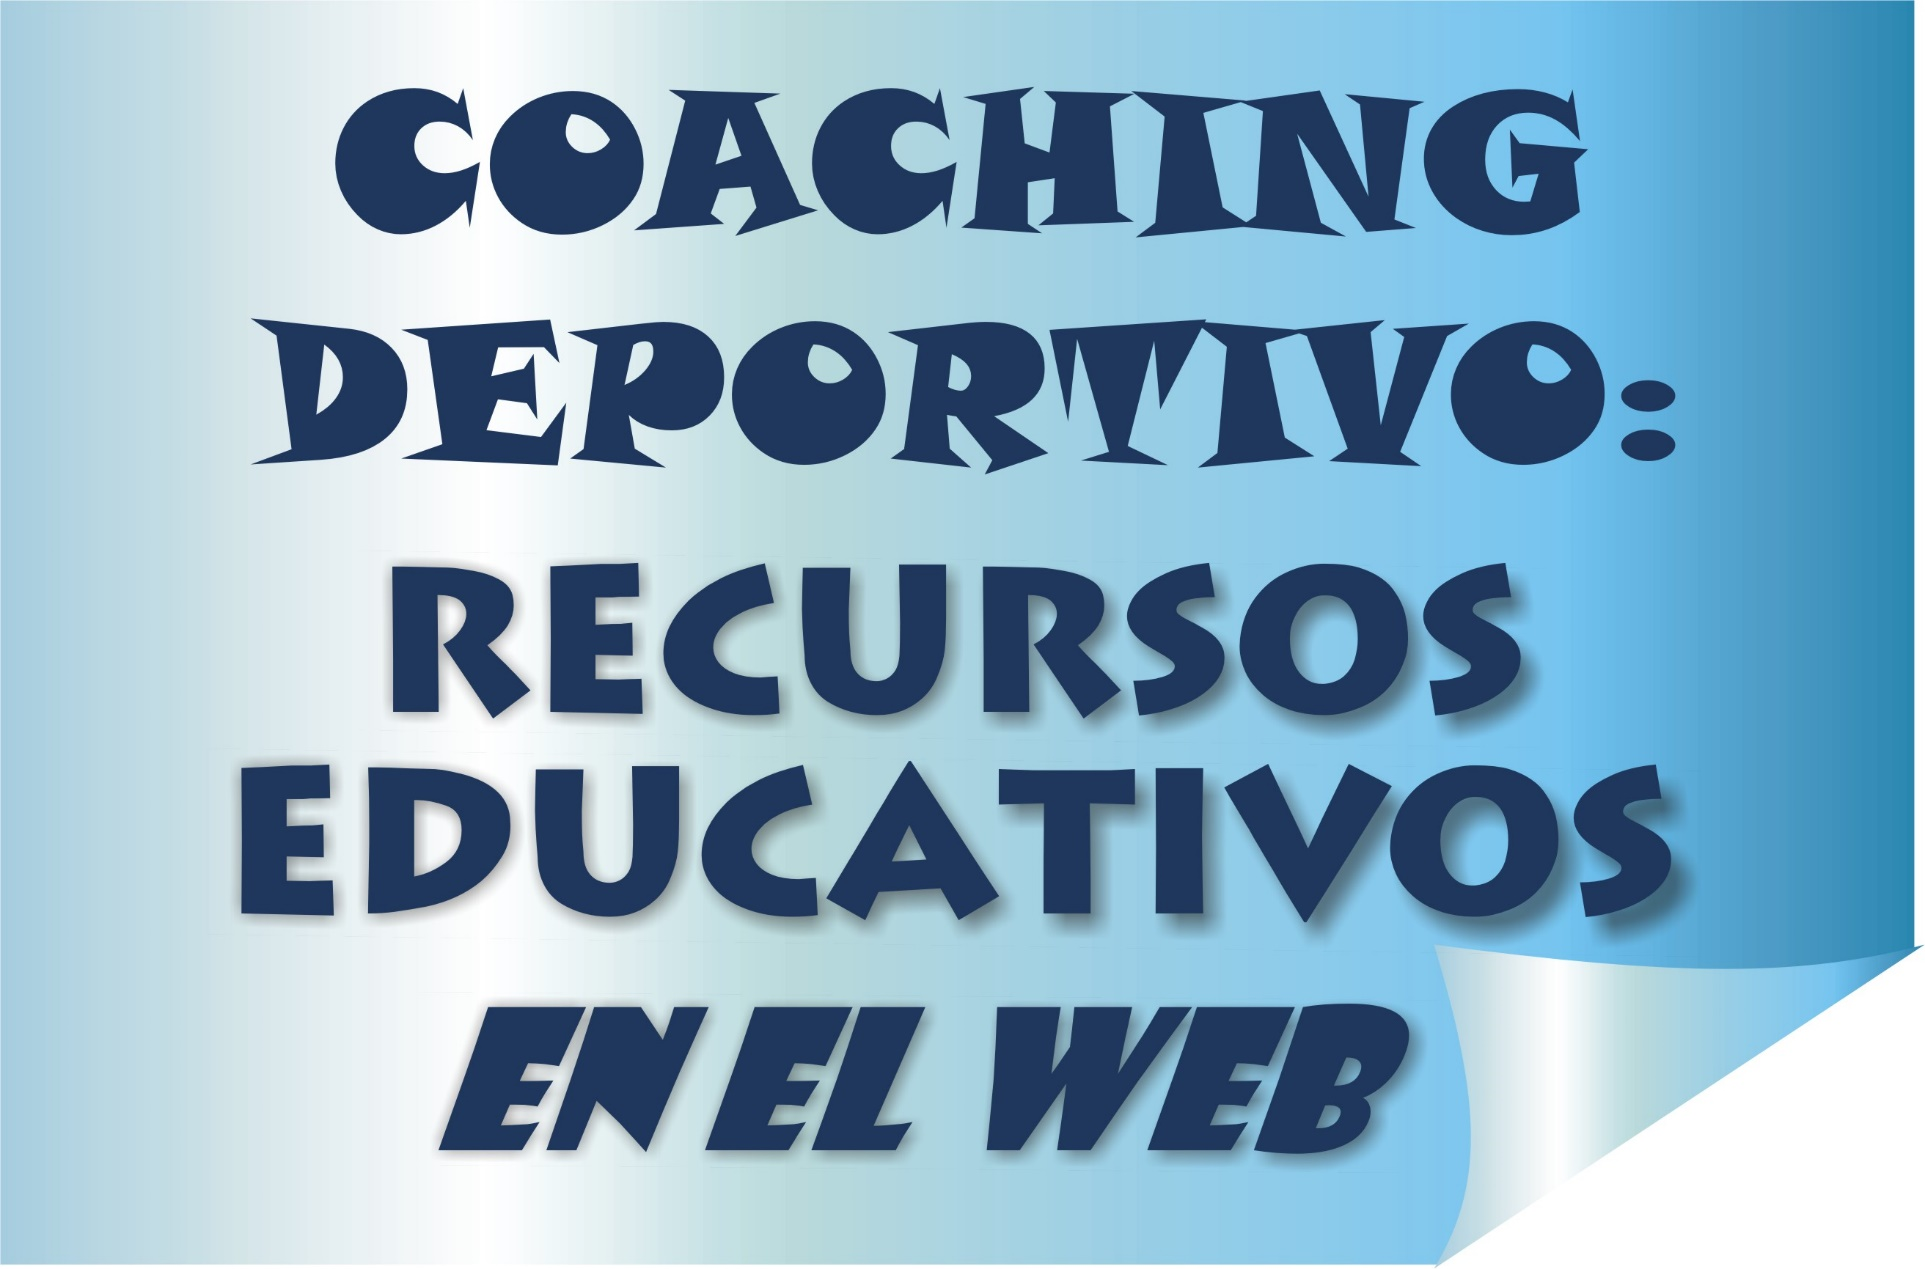 COACHING
DEPORTIVO:
RECURSOS
EDUCATIVOS
EN EL WEB